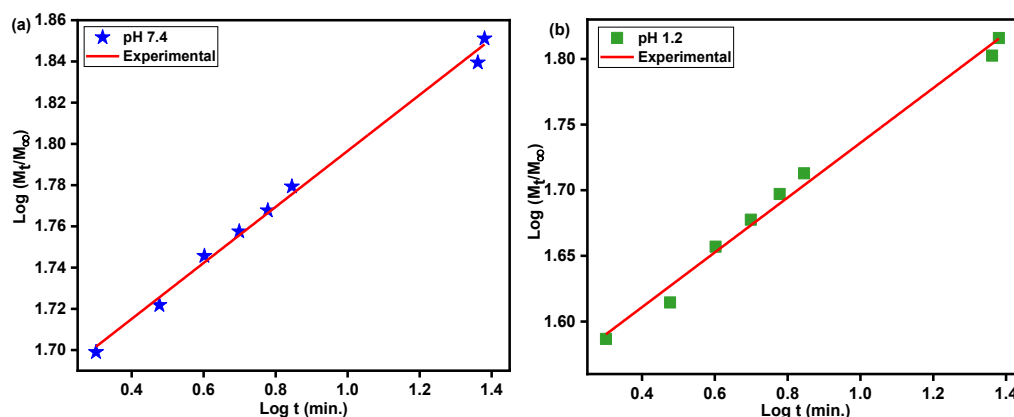 (a)
pH 7.4
Experimental
1.86
1.84
1.82
1.80
1.78
1.76
1.74
1.72
1.70
Log (Mt/M∞)
0.4
0.6
0.8
1.0
1.2
1.4
Log t (min.)
(b)
pH 1.2
Experimental
1.80
1.70
1.65
1.60
Log (Mt/M∞)
0.4
0.6
0.8
1.0
1.2
1.4
Log t (min.)